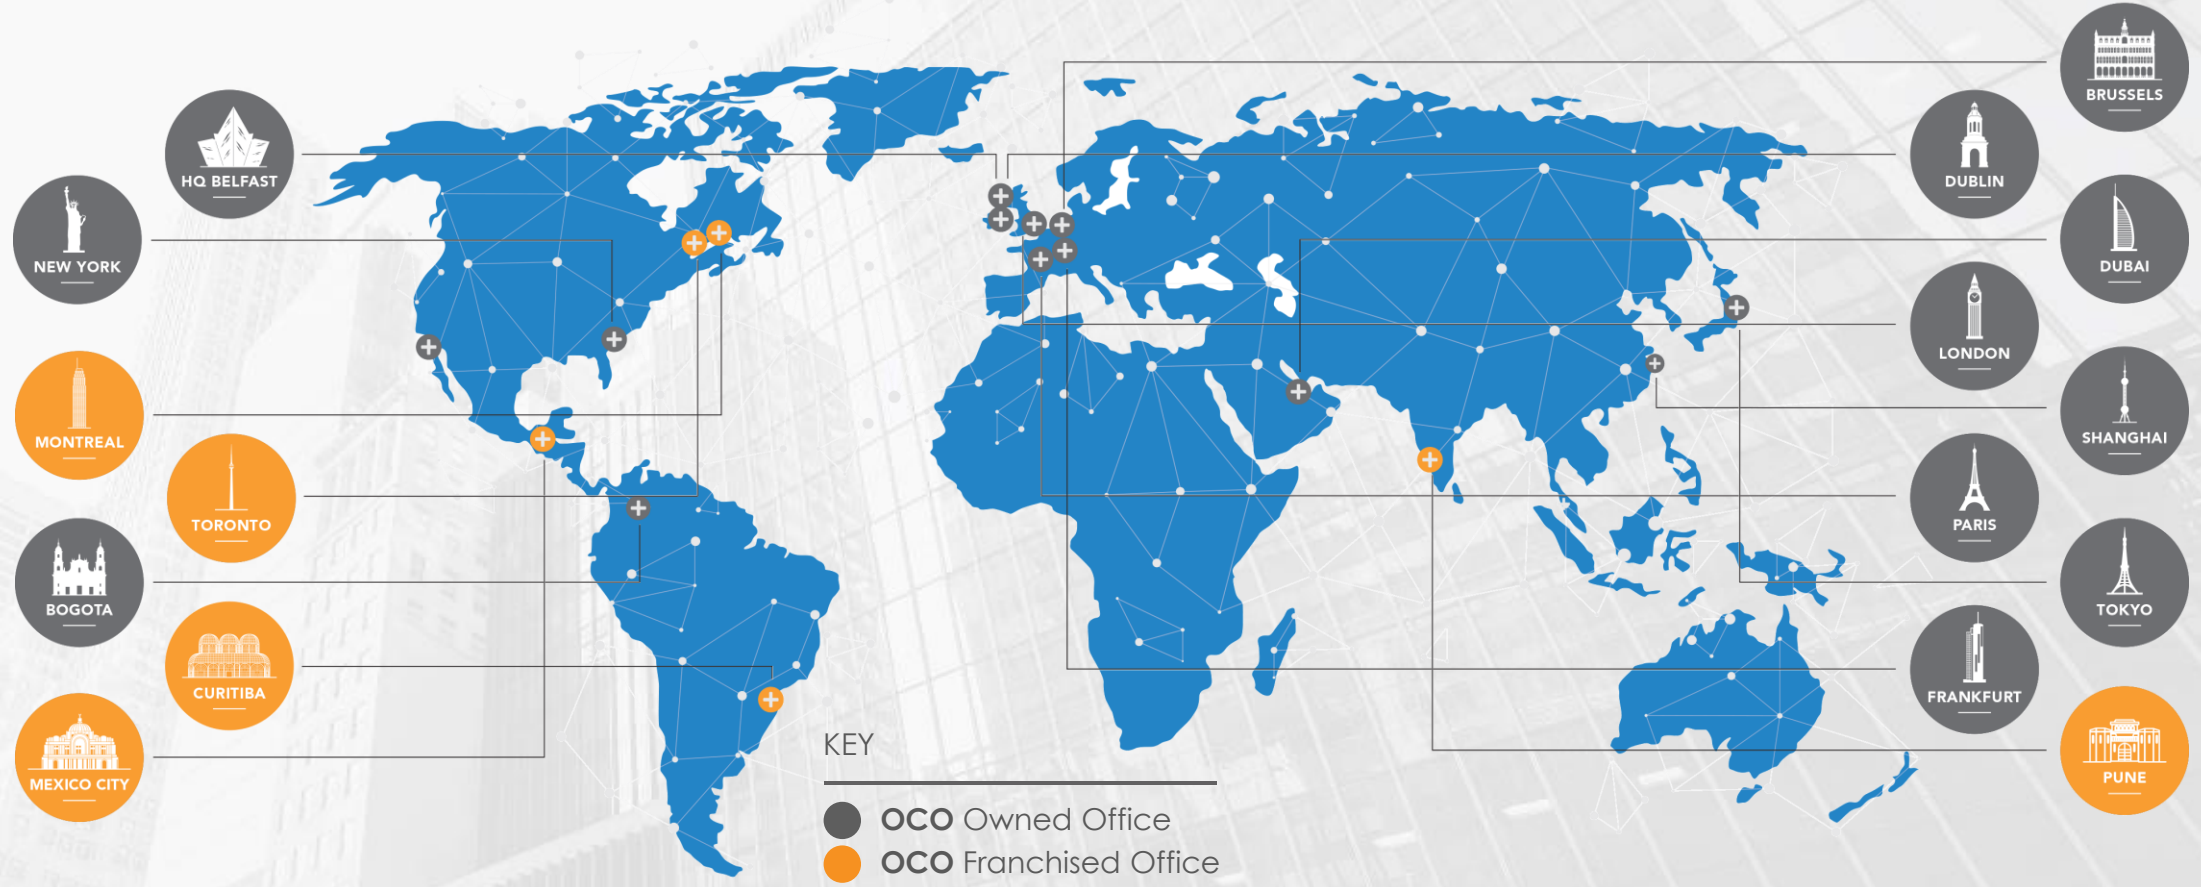 HQ BELFAST
NEW YORK
MONTREAL
TORONTO
BOGOTA
CURITIBA
MEXICO CITY
BRUSSELS
DUBLIN
DUBAI
LONDON
SHANGHAI
PARIS
TOKYO
FRANKFURT
PUNE
KEY
OCO Owned Office
OCO Franchised Office